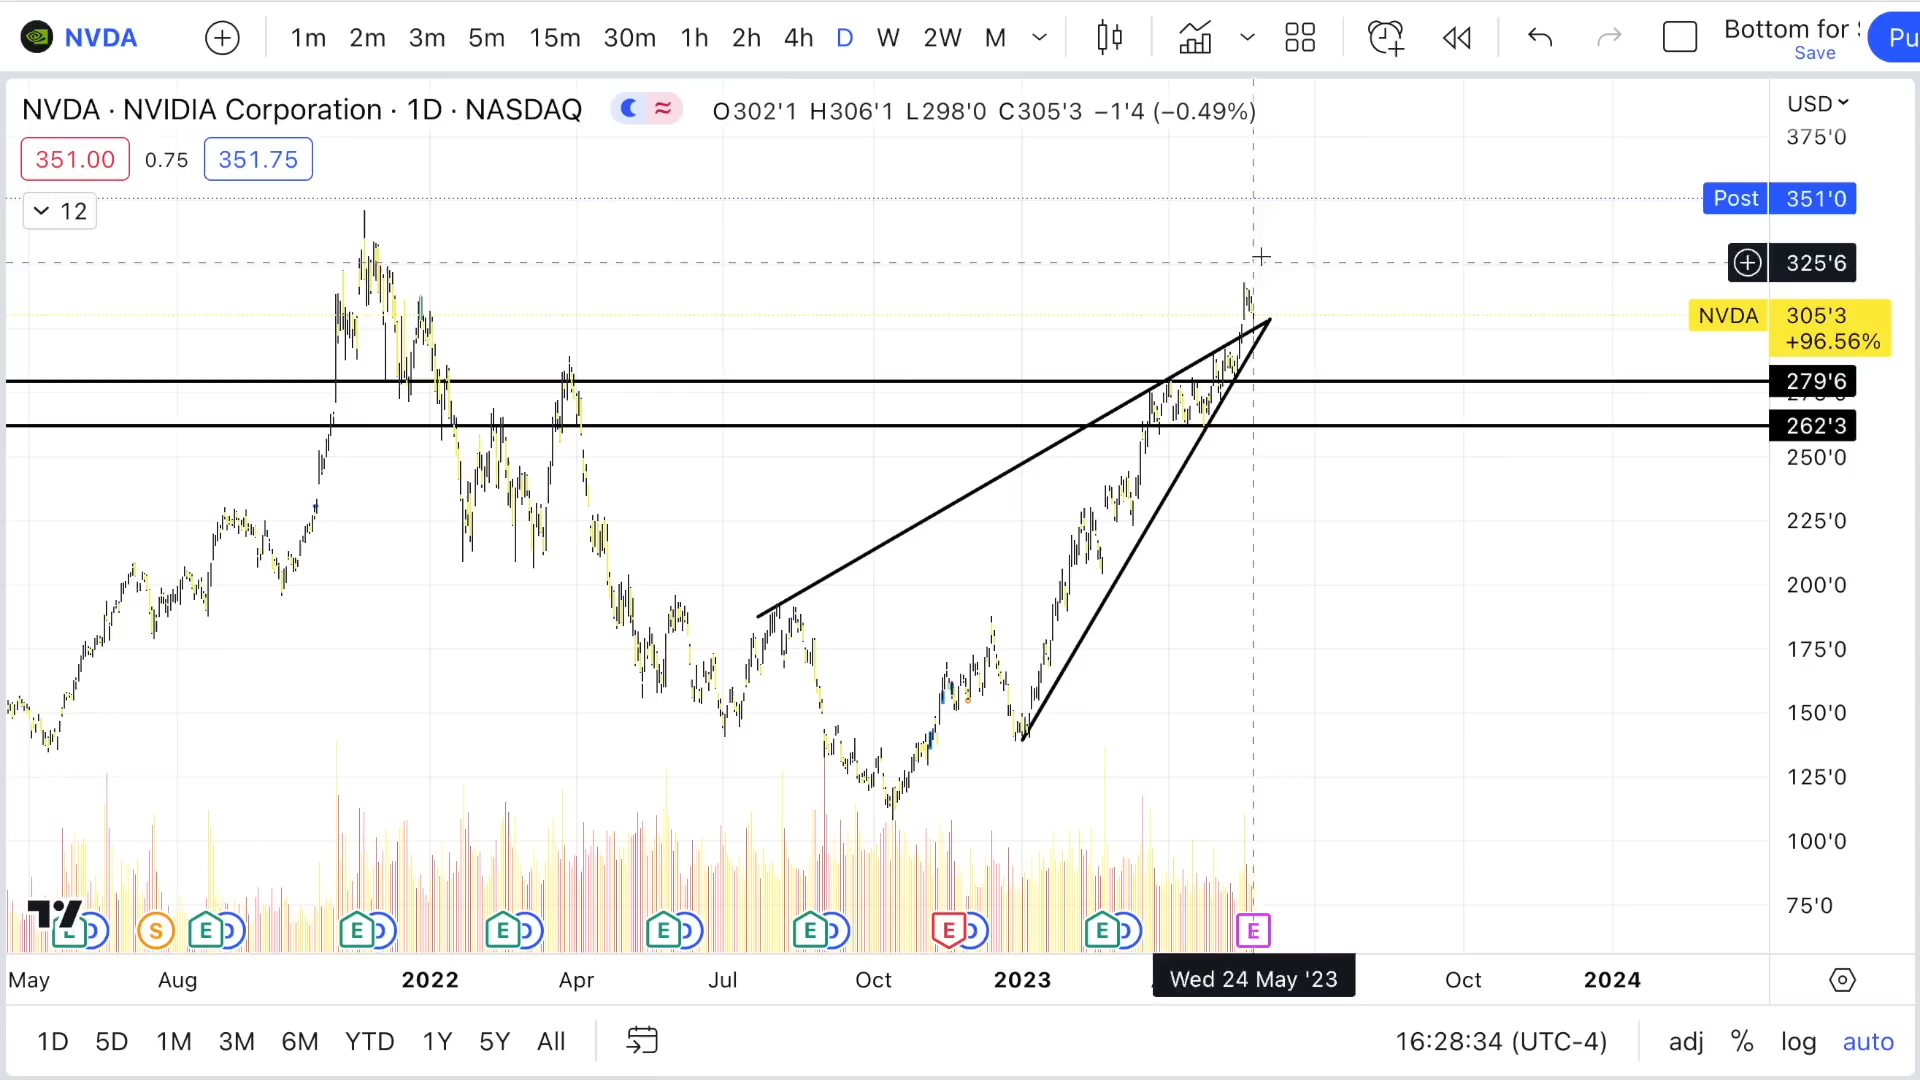 NVDA 1m 2m 3m 5m 15m 30m 1h 2h 4h D W 2W M Bottom for Pu
Save
NVDA · NVIDIA Corporation · 1D · NASDAQ O302'1 H306'1 L298'0 C305'3 −1'4 (−0.49%)
USD
375'0
351.00 0.75 351.75
Post 351'0
12
325'6
NVDA 305'3
+96.56%
279'6
262'3
250'0
225'0
200'0
175'0
150'0
125'0
100'0
75'0
E D S E D E D E D E D E D E D E D E
May Aug 2022 Apr Jul Oct 2023 Wed 24 May '23 Oct 2024
1D 5D 1M 3M 6M YTD 1Y 5Y All 16:28:34 (UTC-4) adj % log auto